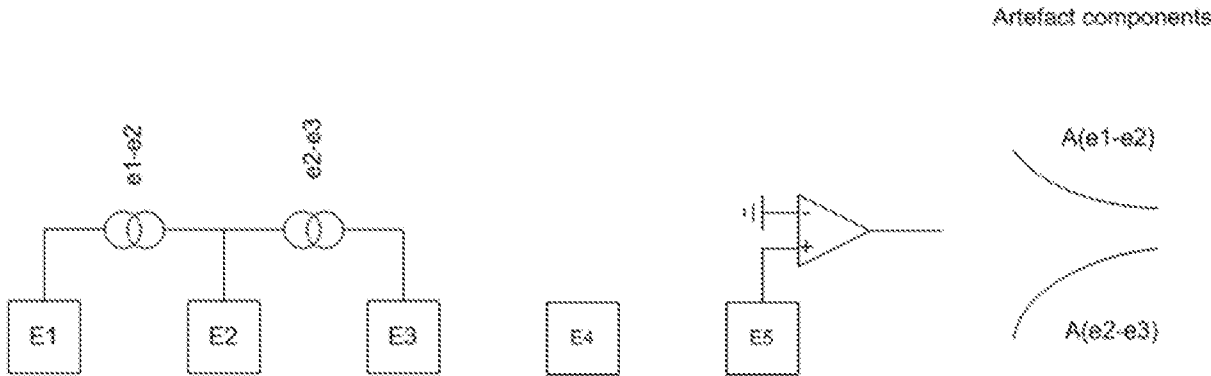 Artefact components
e1-e2
e2-e3
A(e1-e2)
-
+
E1
E2
E3
E4
E5
A(e2-e3)